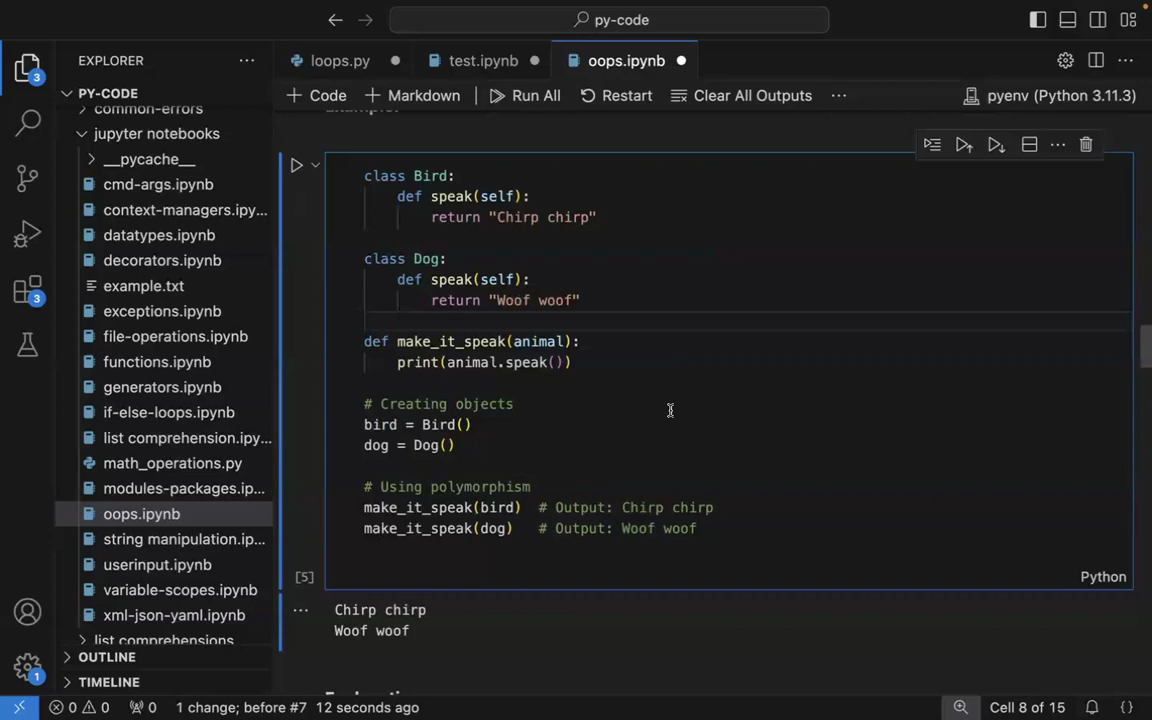 py-code
EXPLORER
loops.py
test.ipynb
oops.ipynb
PY-CODE
Code
Markdown
Run All
Restart
Clear All Outputs
pyenv (Python 3.11.3)
common-errors
jupyter notebooks
__pycache__
cmd-args.ipynb
context-managers.ipy...
datatypes.ipynb
decorators.ipynb
example.txt
exceptions.ipynb
file-operations.ipynb
functions.ipynb
generators.ipynb
if-else-loops.ipynb
list comprehension.ipy...
math_operations.py
modules-packages.ip...
oops.ipynb
string manipulation.ip...
userinput.ipynb
variable-scopes.ipynb
xml-json-yaml.ipynb
list comprehensions
OUTLINE
TIMELINE
3
3
1
class Bird:
def speak(self):
return "Chirp chirp"
class Dog:
def speak(self):
return "Woof woof"
def make_it_speak(animal):
print(animal.speak())
# Creating objects
bird = Bird()
dog = Dog()
# Using polymorphism
make_it_speak(bird)  # Output: Chirp chirp
make_it_speak(dog)   # Output: Woof woof
[5]
Python
Chirp chirp
Woof woof
0 0
0
1 change; before #7 12 seconds ago
Cell 8 of 15